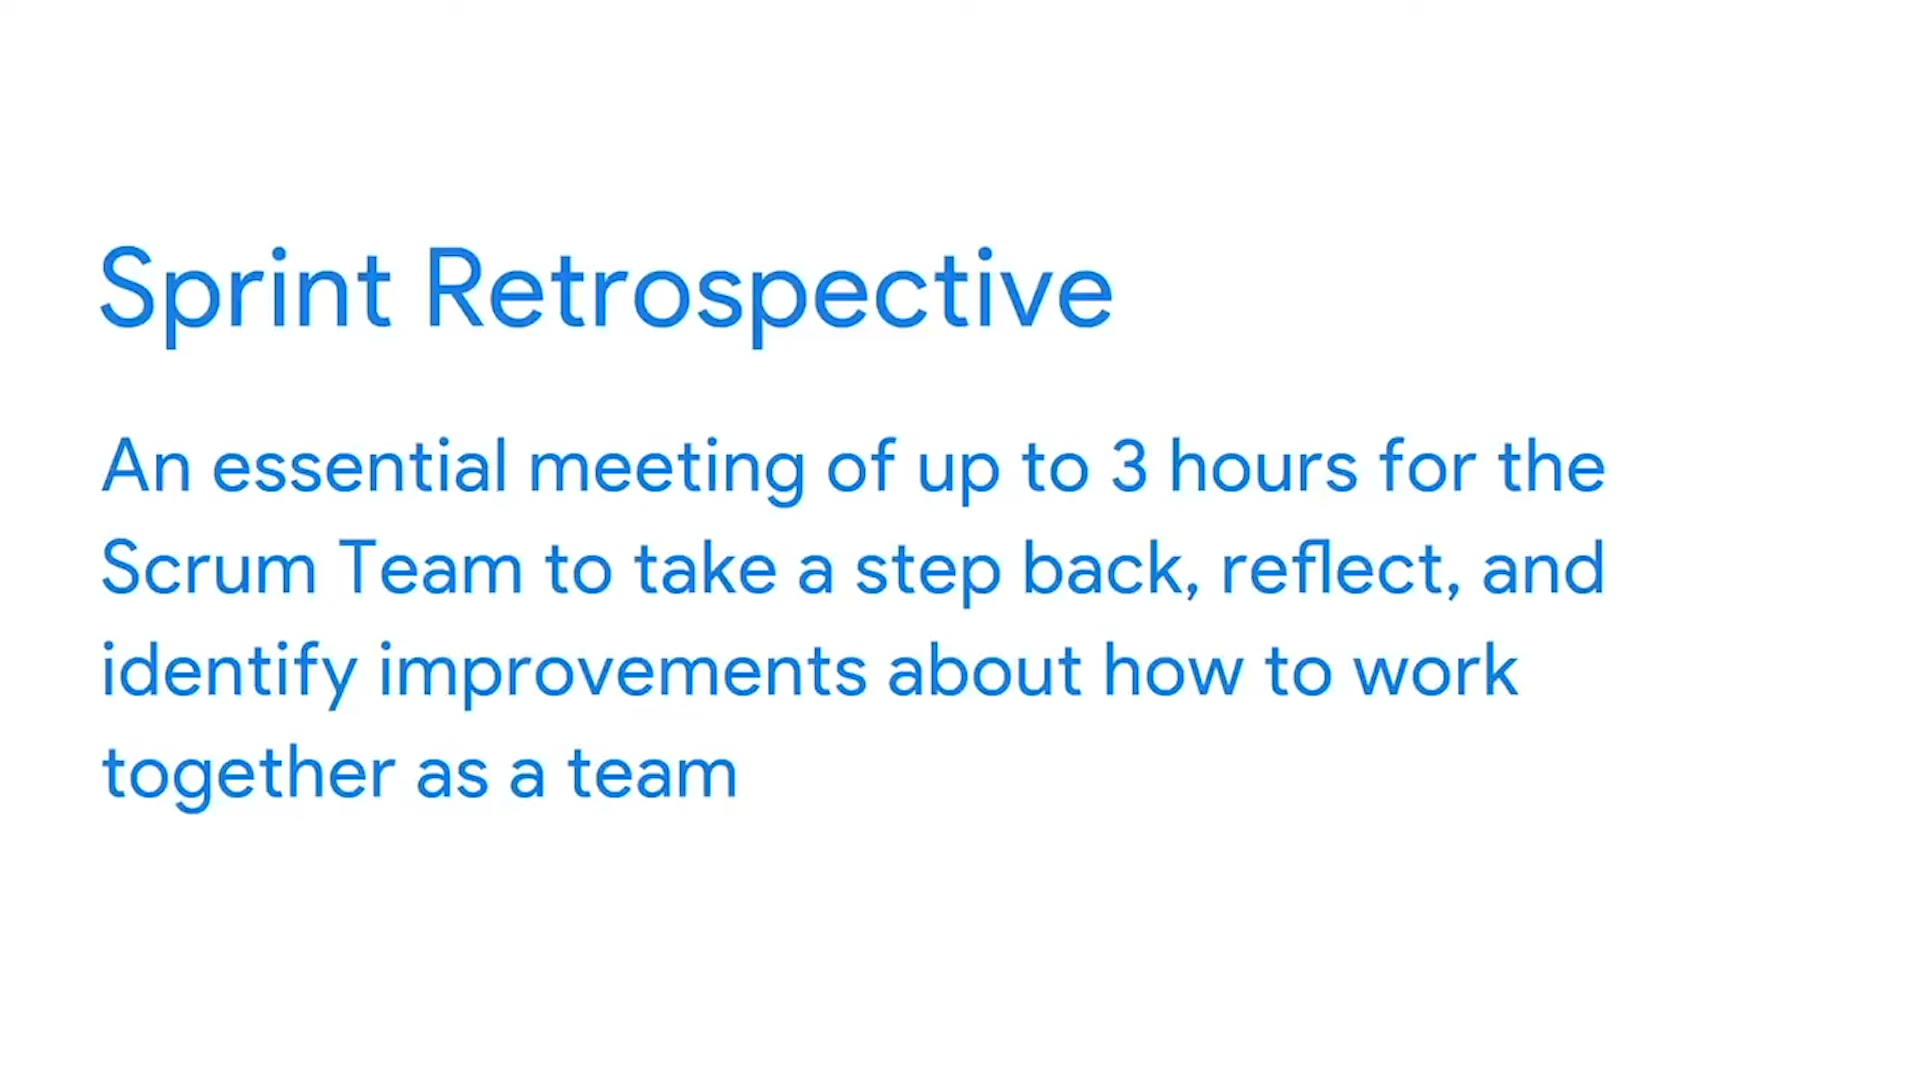 Sprint Retrospective
An essential meeting of up to 3 hours for the
Scrum Team to take a step back, reflect, and
identify improvements about how to work
together as a team